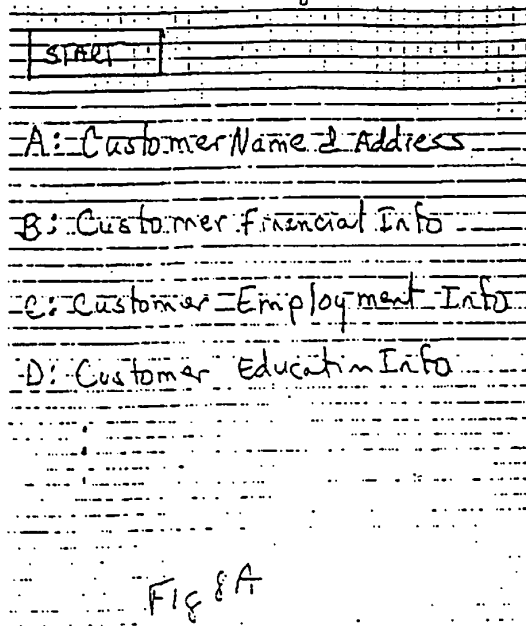 START
A: Customer Name & Address
B: Customer Financial Info
C: Customer Employment Info
D: Customer Education Info
Fig 8A